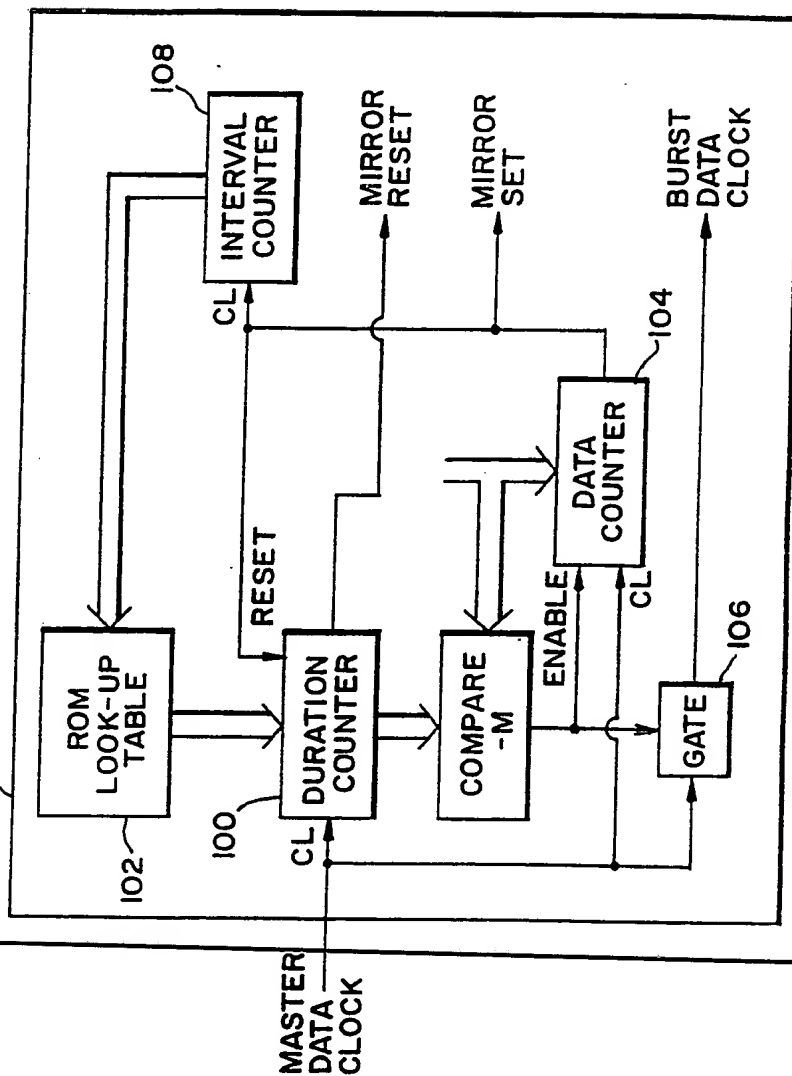 108
INTERVAL
COUNTER
CL
MIRROR
RESET
MIRROR
SET
BURST
DATA
CLOCK
104
DATA
COUNTER
ENABLE
CL
RESET
ROM
LOOK-UP
TABLE
102
DURATION
COUNTER
100
CL
COMPARE
-M
GATE
106
MASTER
DATA
CLOCK